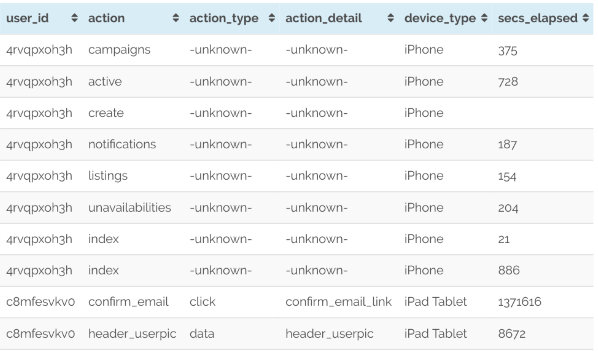 user_id action action_type action_detail device_type secs_elapsed
4rvqpxoh3h campaigns -unknown- -unknown- iPhone 375
4rvqpxoh3h active -unknown- -unknown- iPhone 728
4rvqpxoh3h create -unknown- -unknown- iPhone
4rvqpxoh3h notifications -unknown- -unknown- iPhone 187
4rvqpxoh3h listings -unknown- -unknown- iPhone 154
4rvqpxoh3h unavailabilities -unknown- -unknown- iPhone 204
4rvqpxoh3h index -unknown- -unknown- iPhone 21
4rvqpxoh3h index -unknown- -unknown- iPhone 886
c8mfesvkv0 confirm_email click confirm_email_link iPad Tablet 1371616
c8mfesvkv0 header_userpic data header_userpic iPad Tablet 8672